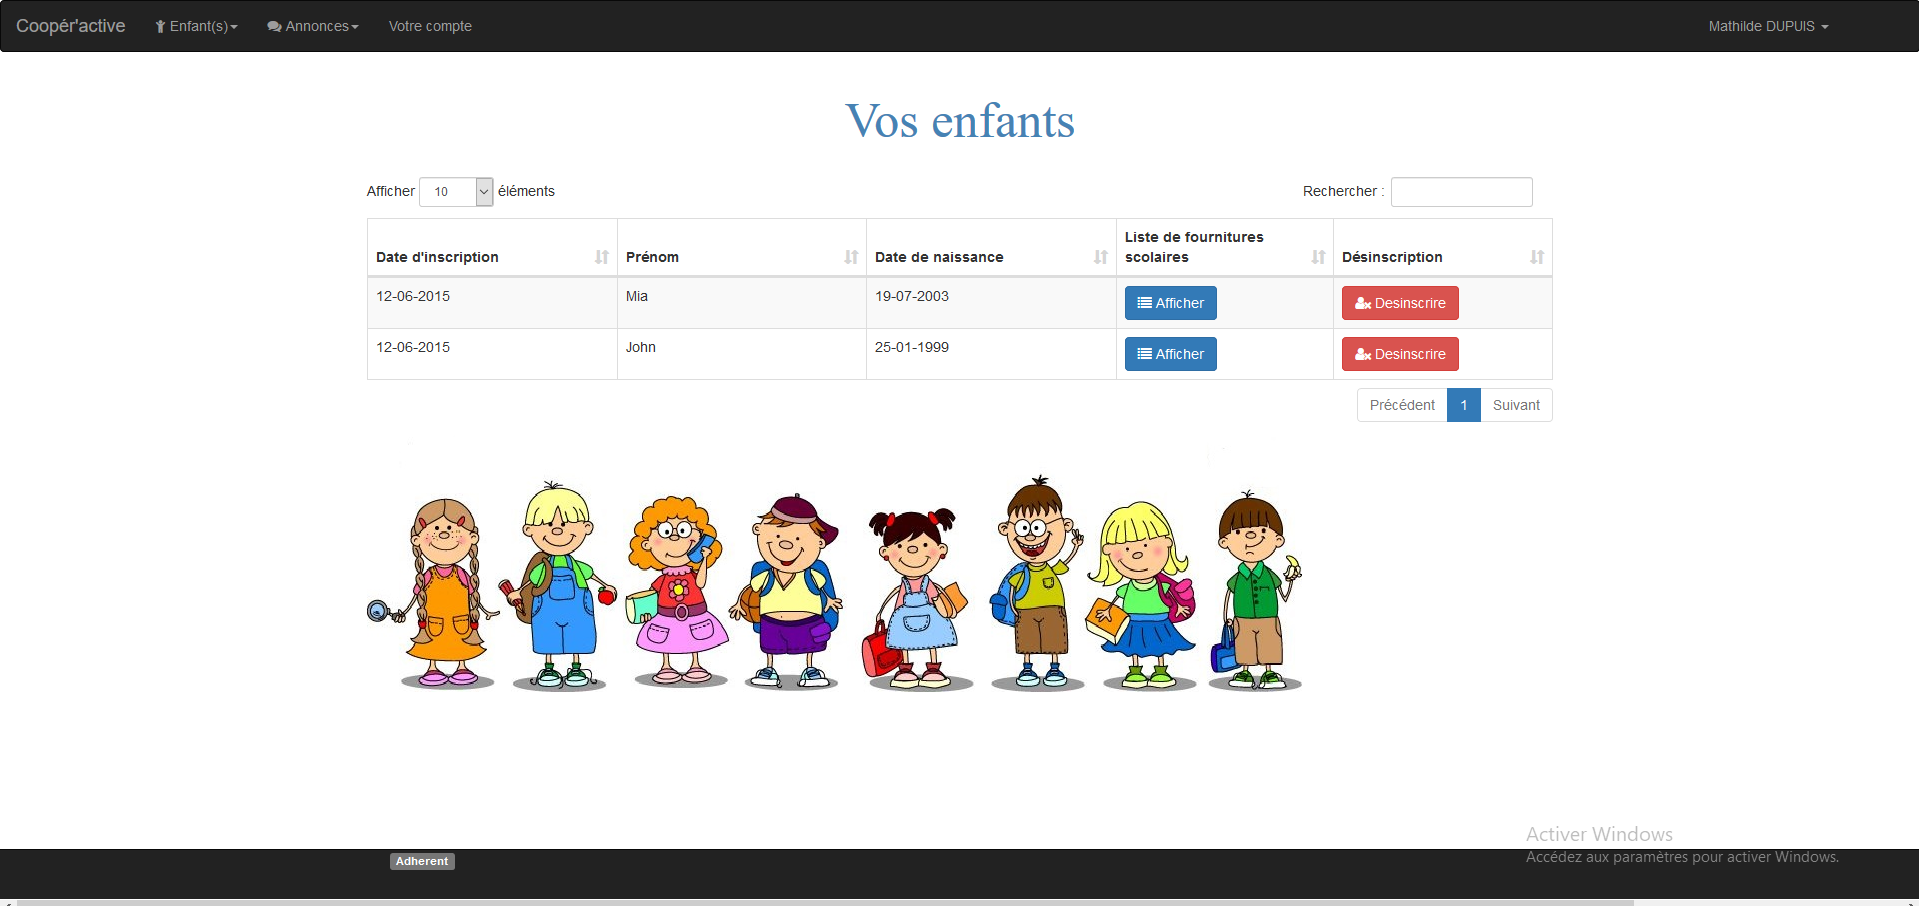 Coopér'active Enfant(s) Annonces Votre compte Mathilde DUPUIS
Vos enfants
Afficher 10 éléments Rechercher :
Date d'inscription Prénom Date de naissance Liste de fournitures scolaires Désinscription
12-06-2015 Mia 19-07-2003 Afficher Desinscrire
12-06-2015 John 25-01-1999 Afficher Desinscrire
Précédent 1 Suivant
Activer Windows
Accédez aux paramètres pour activer Windows.
Adherent